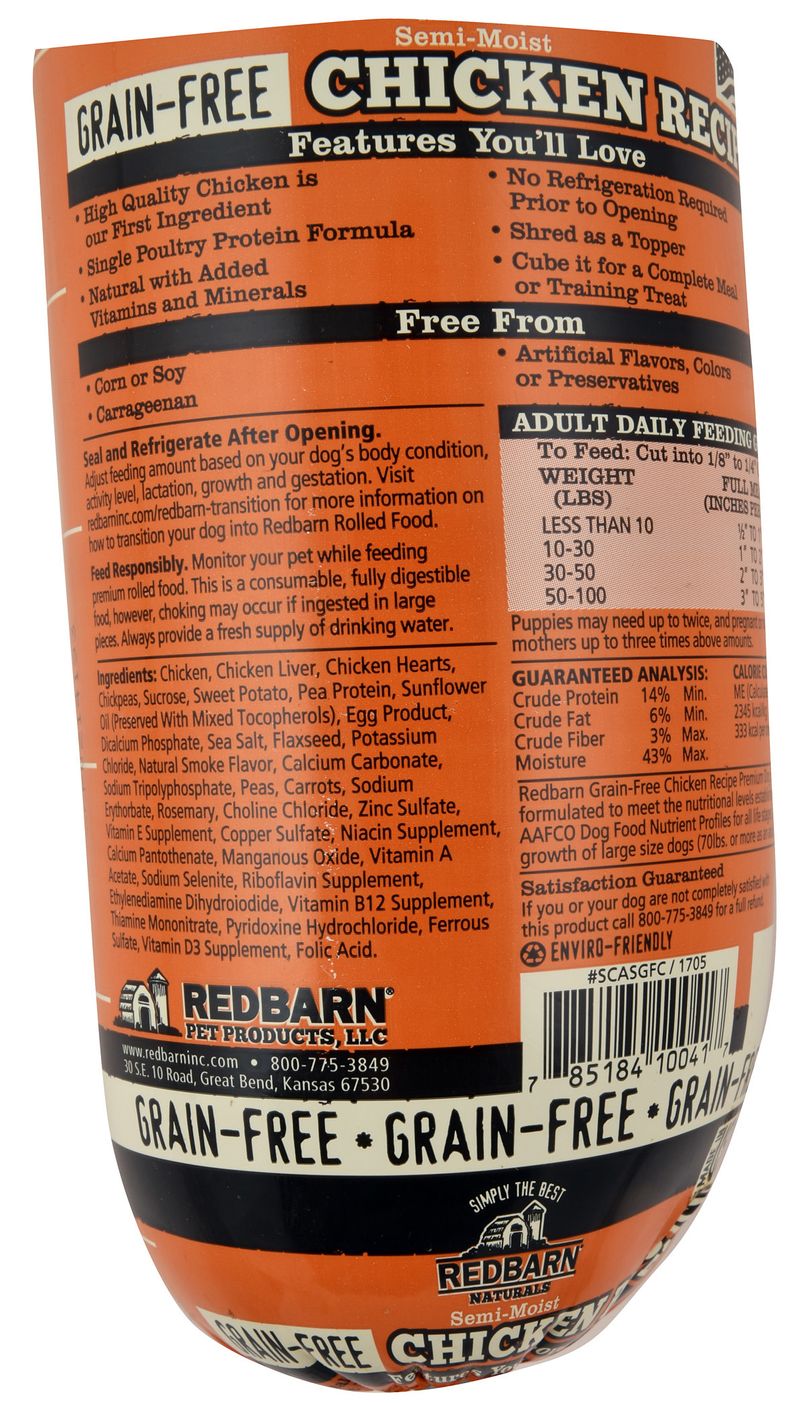 Semi-Moist
GRAIN-FREE CHICKEN
Features You'll Love
• High Quality Chicken is
our First Ingredient
• Single Poultry Protein Formula
• Natural with Added
Vitamins and Minerals
• No Refrigeration Required
Prior to Opening
• Shred as a Topper
• Cube it for a Complete Meal
or Training Treat
Free From
• Corn or Soy
• Carrageenan
• Artificial Flavors, Colors
or Preservatives
Seal and Refrigerate After Opening.
Adjust feeding amount based on your dog's body condition,
activity level, lactation, growth and gestation. Visit
redbarninc.com/redbarn-transition for more information on
how to transition your dog into Redbarn Rolled Food.
Feed Responsibly. Monitor your pet while feeding
premium rolled food. This is a consumable, fully digestible
food, however, choking may occur if ingested in large
pieces. Always provide a fresh supply of drinking water.
Ingredients: Chicken, Chicken Liver, Chicken Hearts,
Chickpeas, Sucrose, Sweet Potato, Pea Protein, Sunflower
Oil (Preserved With Mixed Tocopherols), Egg Product,
Dicalcium Phosphate, Sea Salt, Flaxseed, Potassium
Chloride, Natural Smoke Flavor, Calcium Carbonate,
Sodium Tripolyphosphate, Peas, Carrots, Sodium
Erythorbate, Rosemary, Choline Chloride, Zinc Sulfate,
Vitamin E Supplement, Copper Sulfate, Niacin Supplement,
Calcium Pantothenate, Manganous Oxide, Vitamin A
Acetate, Sodium Selenite, Riboflavin Supplement,
Ethylenediamine Dihydroiodide, Vitamin B12 Supplement,
Thiamine Mononitrate, Pyridoxine Hydrochloride, Ferrous
Sulfate, Vitamin D3 Supplement, Folic Acid.
ADULT DAILY FEEDING
To Feed: Cut into 1/8" to 1/4"
WEIGHT FULL
(LBS) (INCHES
LESS THAN 10 ½" TO
10-30 1" TO
30-50 2" TO
50-100 3" TO
Puppies may need up to twice, and pregnant
mothers up to three times above amounts.
GUARANTEED ANALYSIS: CALORIE
Crude Protein 14% Min. ME
Crude Fat 6% Min. 2345
Crude Fiber 3% Max. 333 kcal
Moisture 43% Max.
Redbarn Grain-Free Chicken Recipe Premium
formulated to meet the nutritional levels
AAFCO Dog Food Nutrient Profiles for all life
growth of large size dogs (70lbs. or more as
Satisfaction Guaranteed
If you or your dog are not completely satisfied with
this product call 800-775-3849 for a full refund.
ENVIRO-FRIENDLY
#SCASGFC / 1705
7 85184 10041 7
REDBARN®
PET PRODUCTS, LLC
www.redbarninc.com • 800-775-3849
30 S.E. 10 Road, Great Bend, Kansas 67530
GRAIN-FREE * GRAIN-FREE *
SIMPLY THE BEST
REDBARN
NATURALS
Semi-Moist
GRAIN-FREE CHICKEN